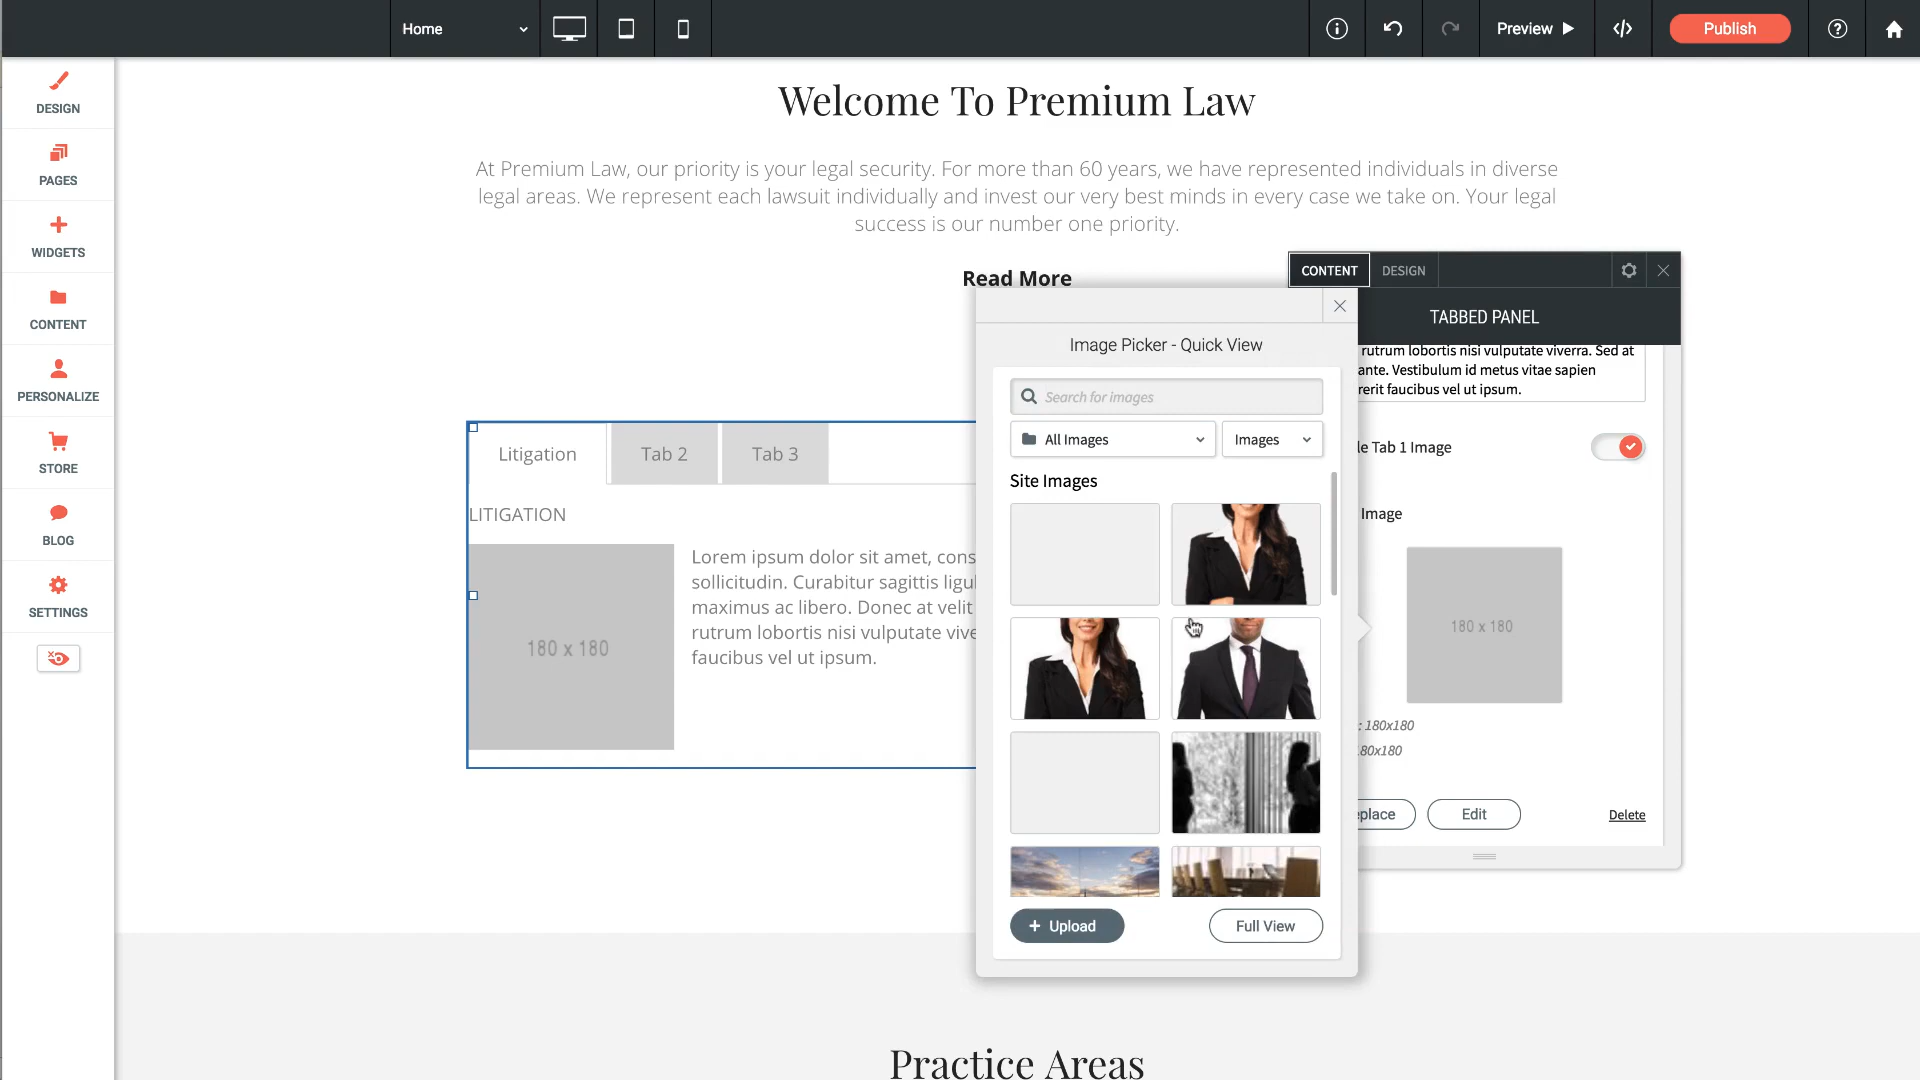 Home
Preview
Publish
DESIGN
PAGES
WIDGETS
CONTENT
PERSONALIZE
STORE
BLOG
SETTINGS
Welcome To Premium Law
At Premium Law, our priority is your legal security. For more than 60 years, we have represented individuals in diverse
legal areas. We represent each lawsuit individually and invest our very best minds in every case we take on. Your legal
success is our number one priority.
Read More
Litigation
Tab 2
Tab 3
LITIGATION
180 x 180
Lorem ipsum dolor sit amet, cons
sollicitudin. Curabitur sagittis
maximus ac libero. Donec at velit
rutrum lobortis nisi vulputate vive
faucibus vel ut ipsum.
Image Picker - Quick View
Search for images
All Images
Images
Site Images
Upload
Full View
CONTENT
DESIGN
TABBED PANEL
rutrum lobortis nisi vulputate viverra. Sed at
ante. Vestibulum id metus vitae sapien
rerit faucibus vel ut ipsum.
le Tab 1 Image
Image
180 x 180
: 180x180
80x180
place
Edit
Delete
Practice Areas